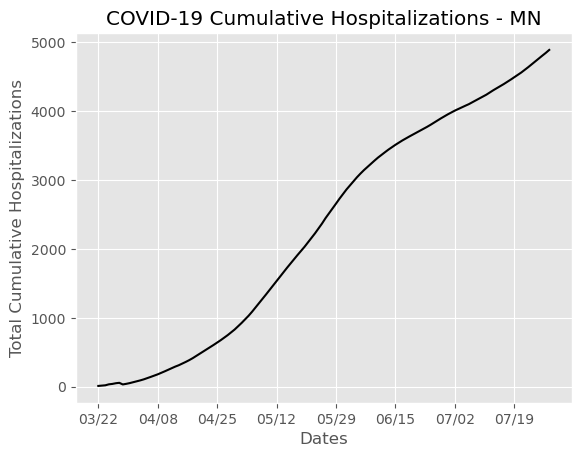 COVID-19 Cumulative Hospitalizations - MN
Total Cumulative Hospitalizations
5000
4000
3000
2000
1000
0
03/22 04/08 04/25 05/12 05/29 06/15 07/02 07/19
Dates